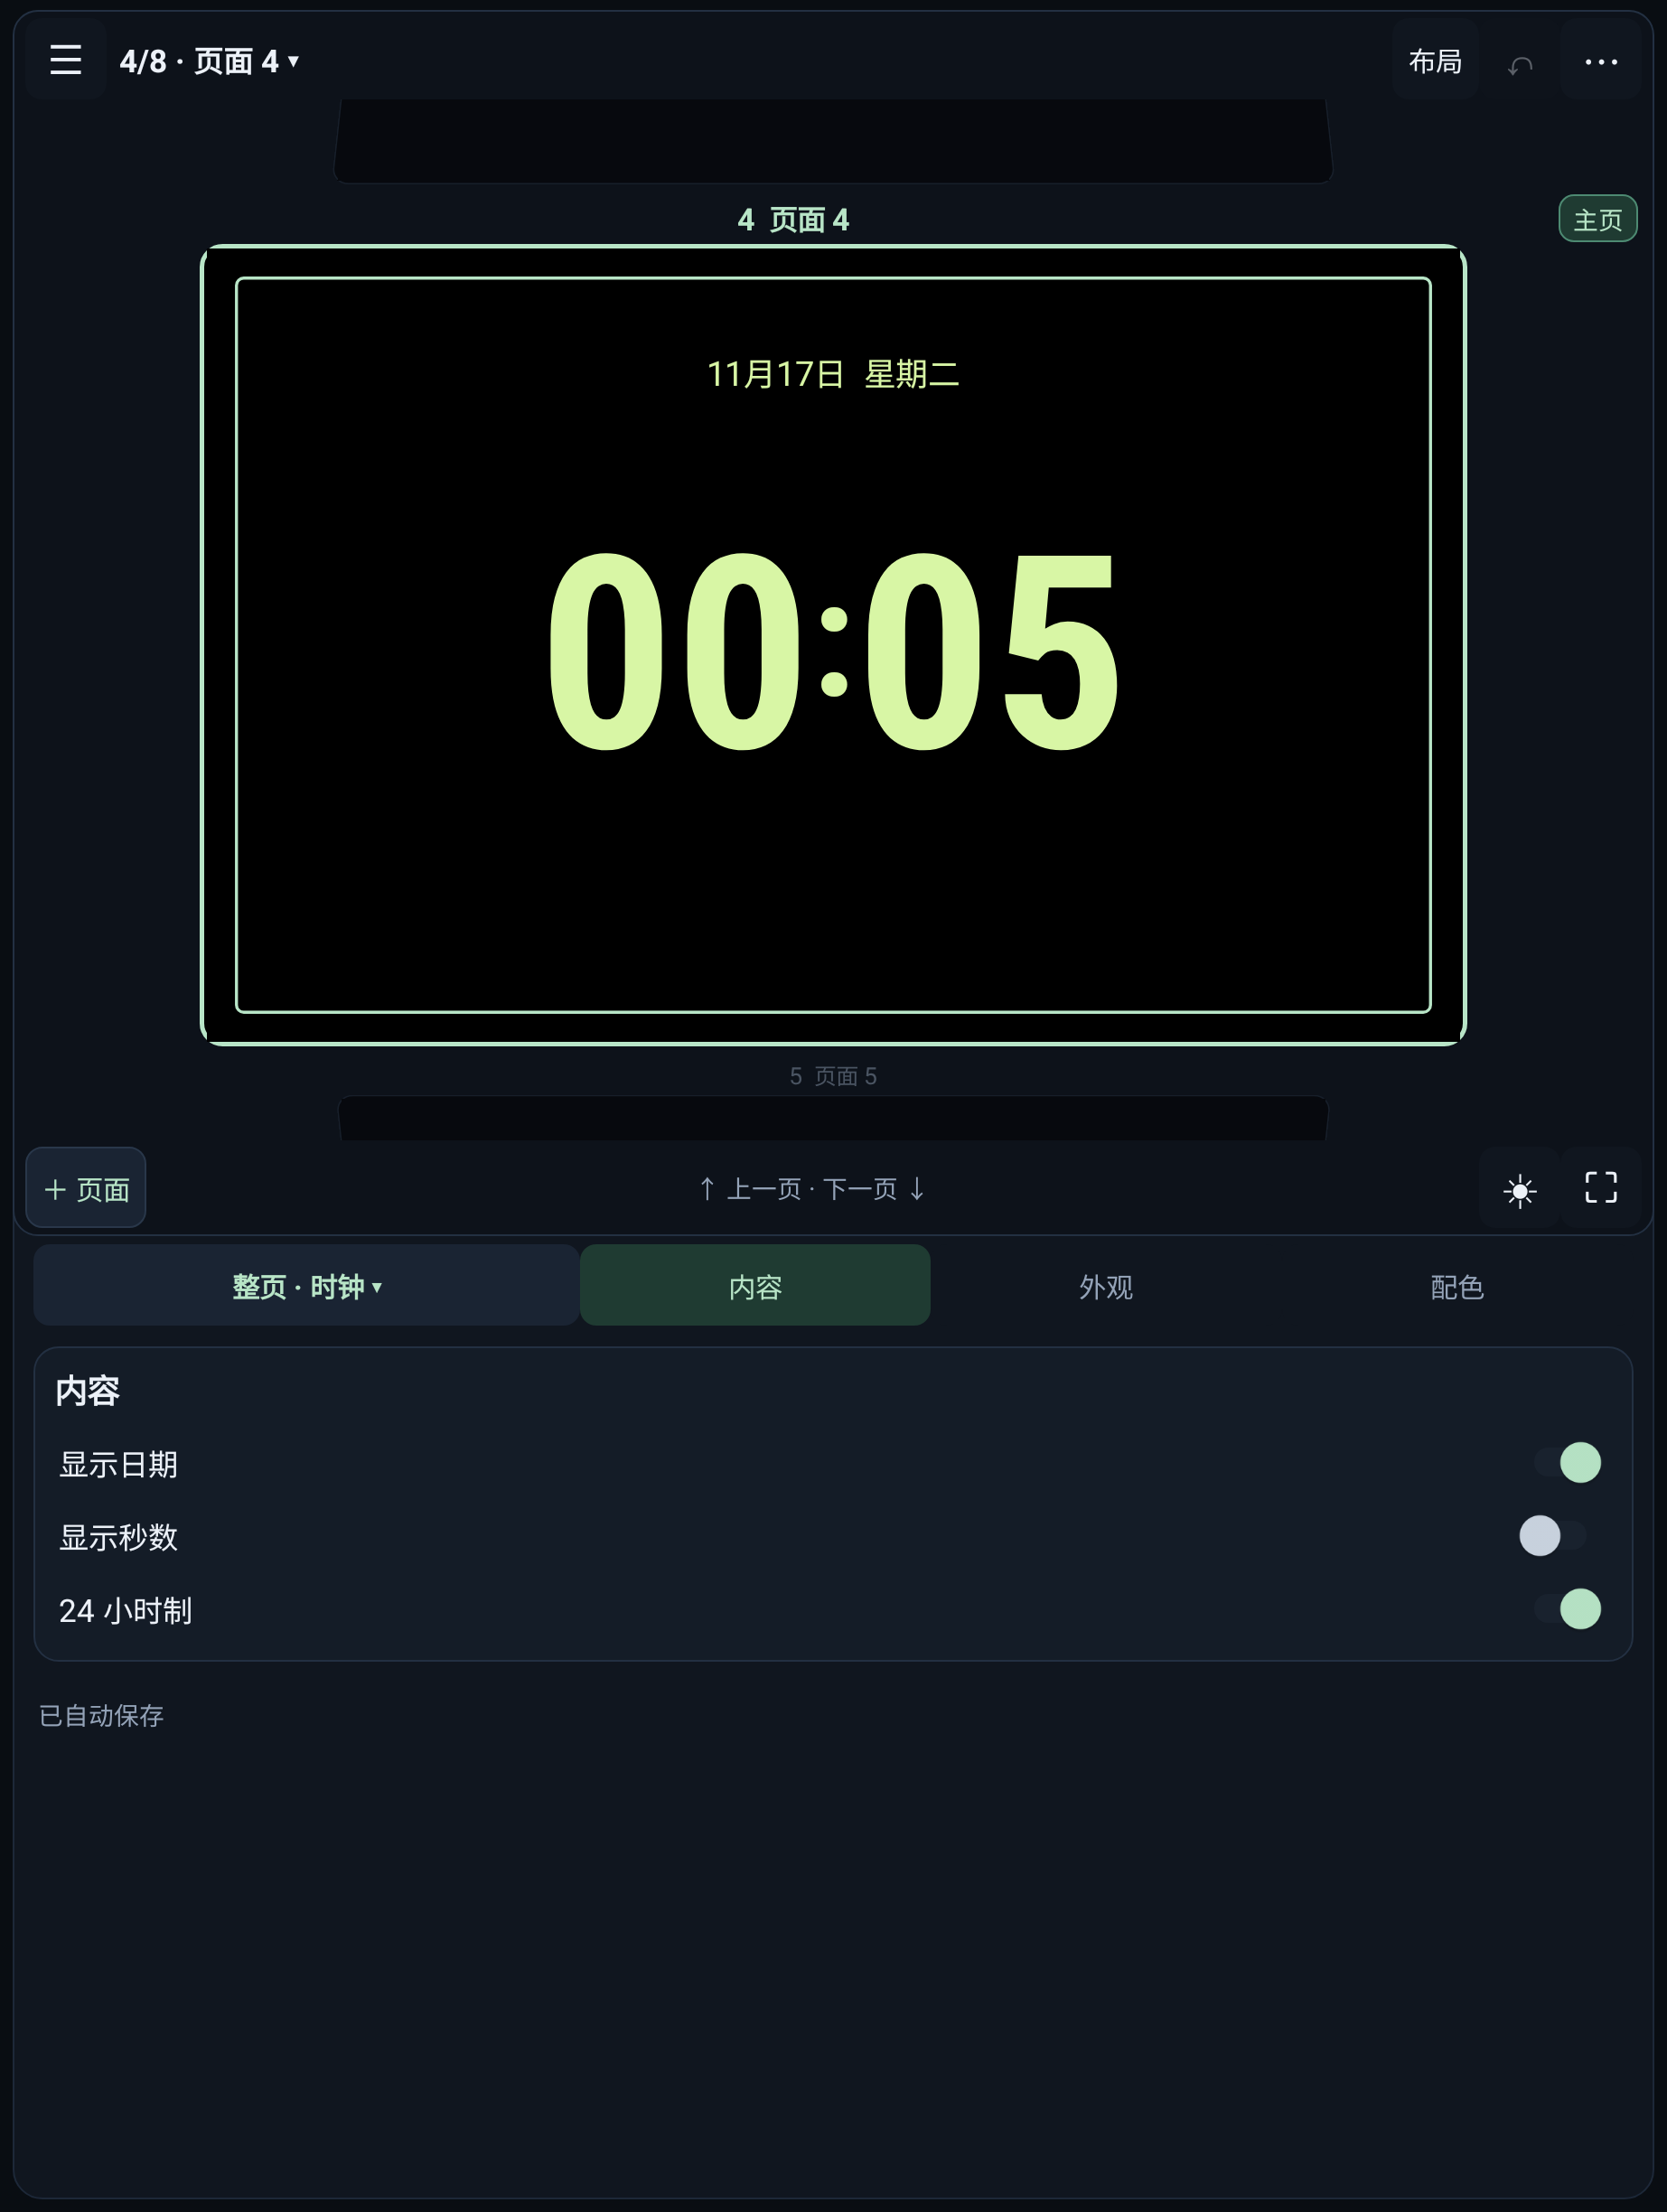 4/8 · 页面 4 ▾
布局
4 页面 4
主页
11月17日 星期二
00:05
5 页面 5
＋ 页面
↑ 上一页 · 下一页 ↓
整页 · 时钟 ▾
内容
外观
配色
内容
显示日期
显示秒数
24 小时制
已自动保存